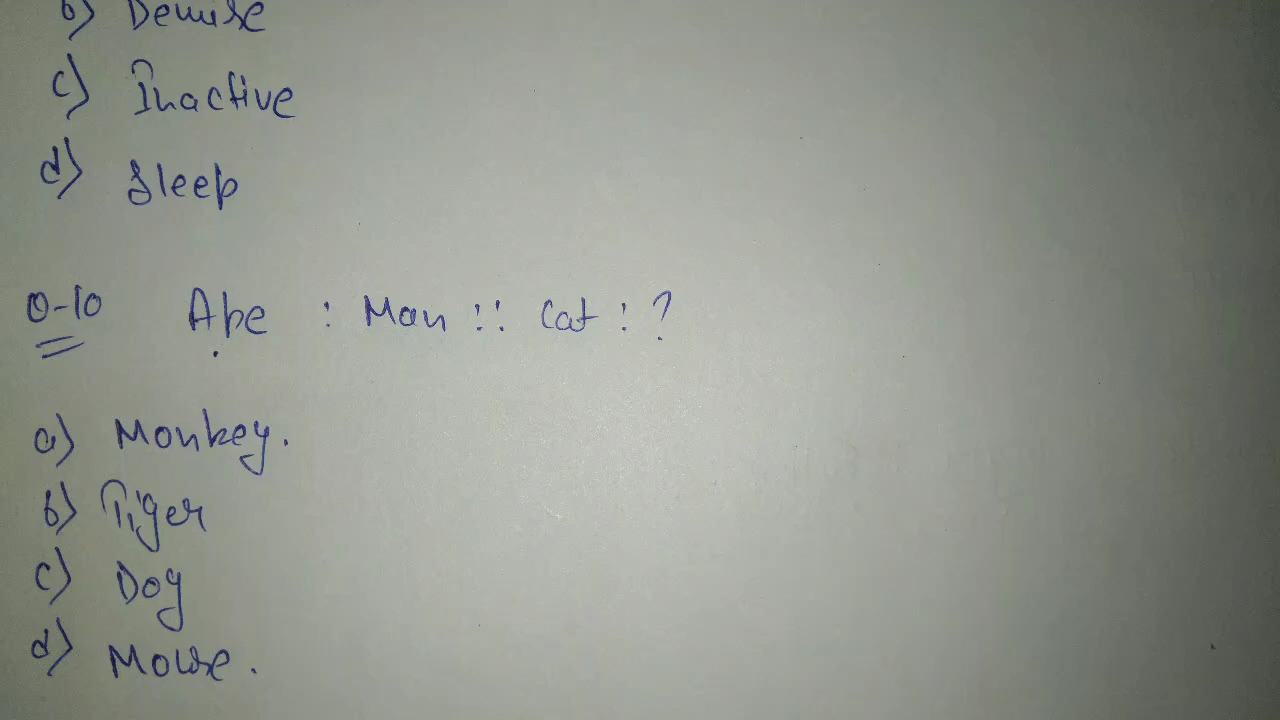 b) Demise
c) Inactive
d) Sleep
Q-10 Ape : Man :: Cat : ?
a) Monkey.
b) Tiger
c) Dog
d) Mouse.